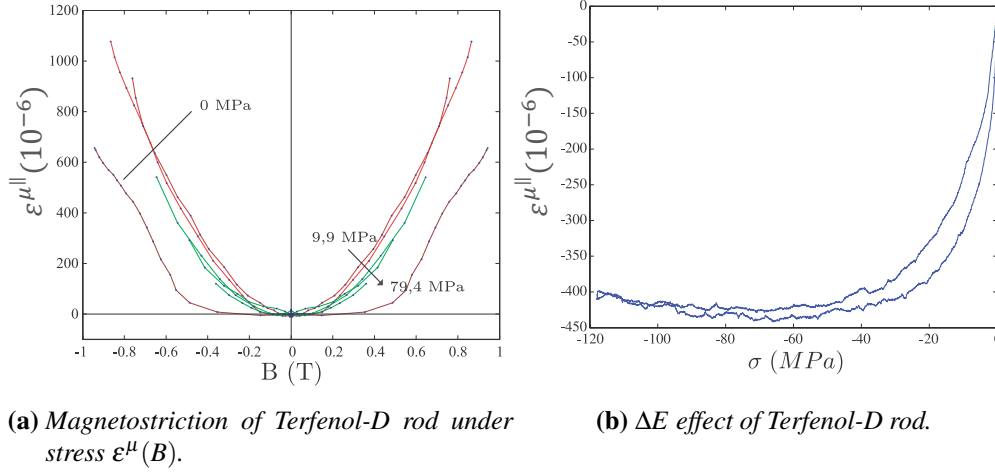 1200
1000
800
600
400
200
0
-1 -0.8 -0.6 -0.4 -0.2 0 0.2 0.4 0.6 0.8 1
ε^μ||(10^−6)
B (T)
0 MPa
9,9 MPa
79,4 MPa
0
-50
-100
-150
-200
-250
-300
-350
-400
-450
-120 -100 -80 -60 -40 -20 0
ε^μ||(10^−6)
σ (MPa)
(a) Magnetostriction of Terfenol-D rod under
stress ε^μ(B).
(b) ΔE effect of Terfenol-D rod.